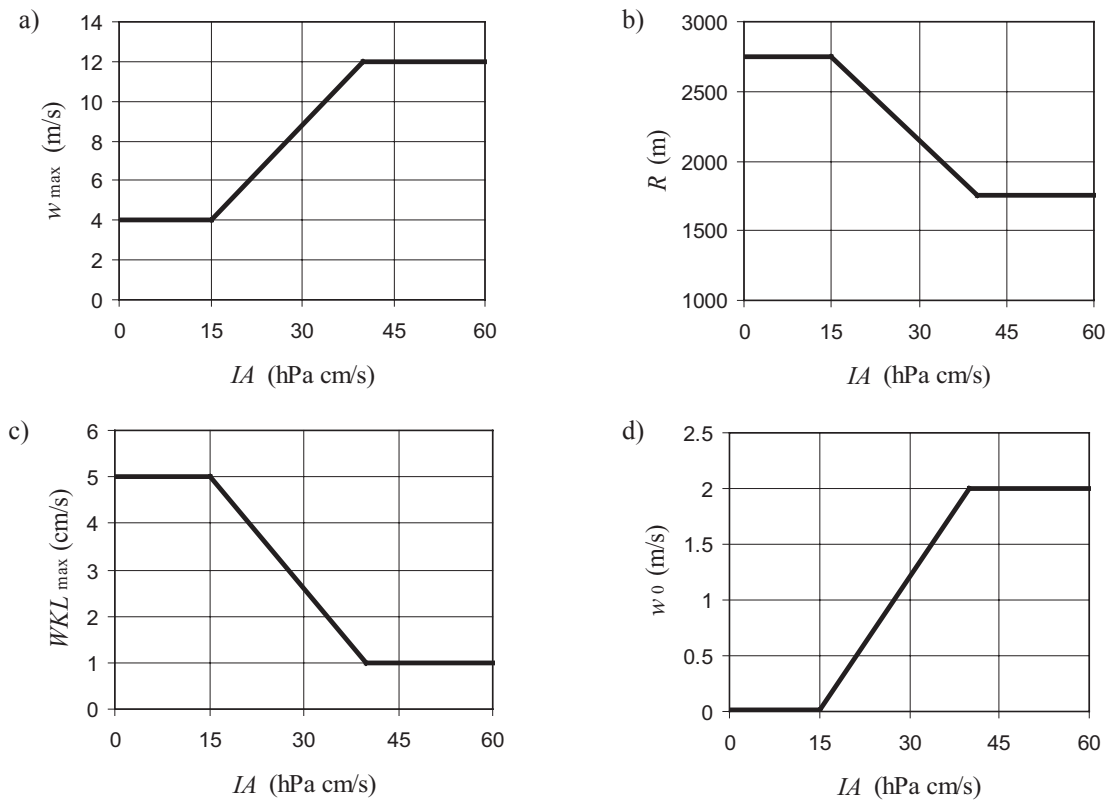 a)
14
12
10
8
6
4
2
0
w max (m/s)
0 15 30 45 60
IA (hPa cm/s)
b)
3000
2500
2000
1500
1000
R (m)
0 15 30 45 60
IA (hPa cm/s)
c)
6
5
4
3
2
1
0
WKL max (cm/s)
0 15 30 45 60
IA (hPa cm/s)
d)
2.5
2
1.5
1
0.5
0
w 0 (m/s)
0 15 30 45 60
IA (hPa cm/s)